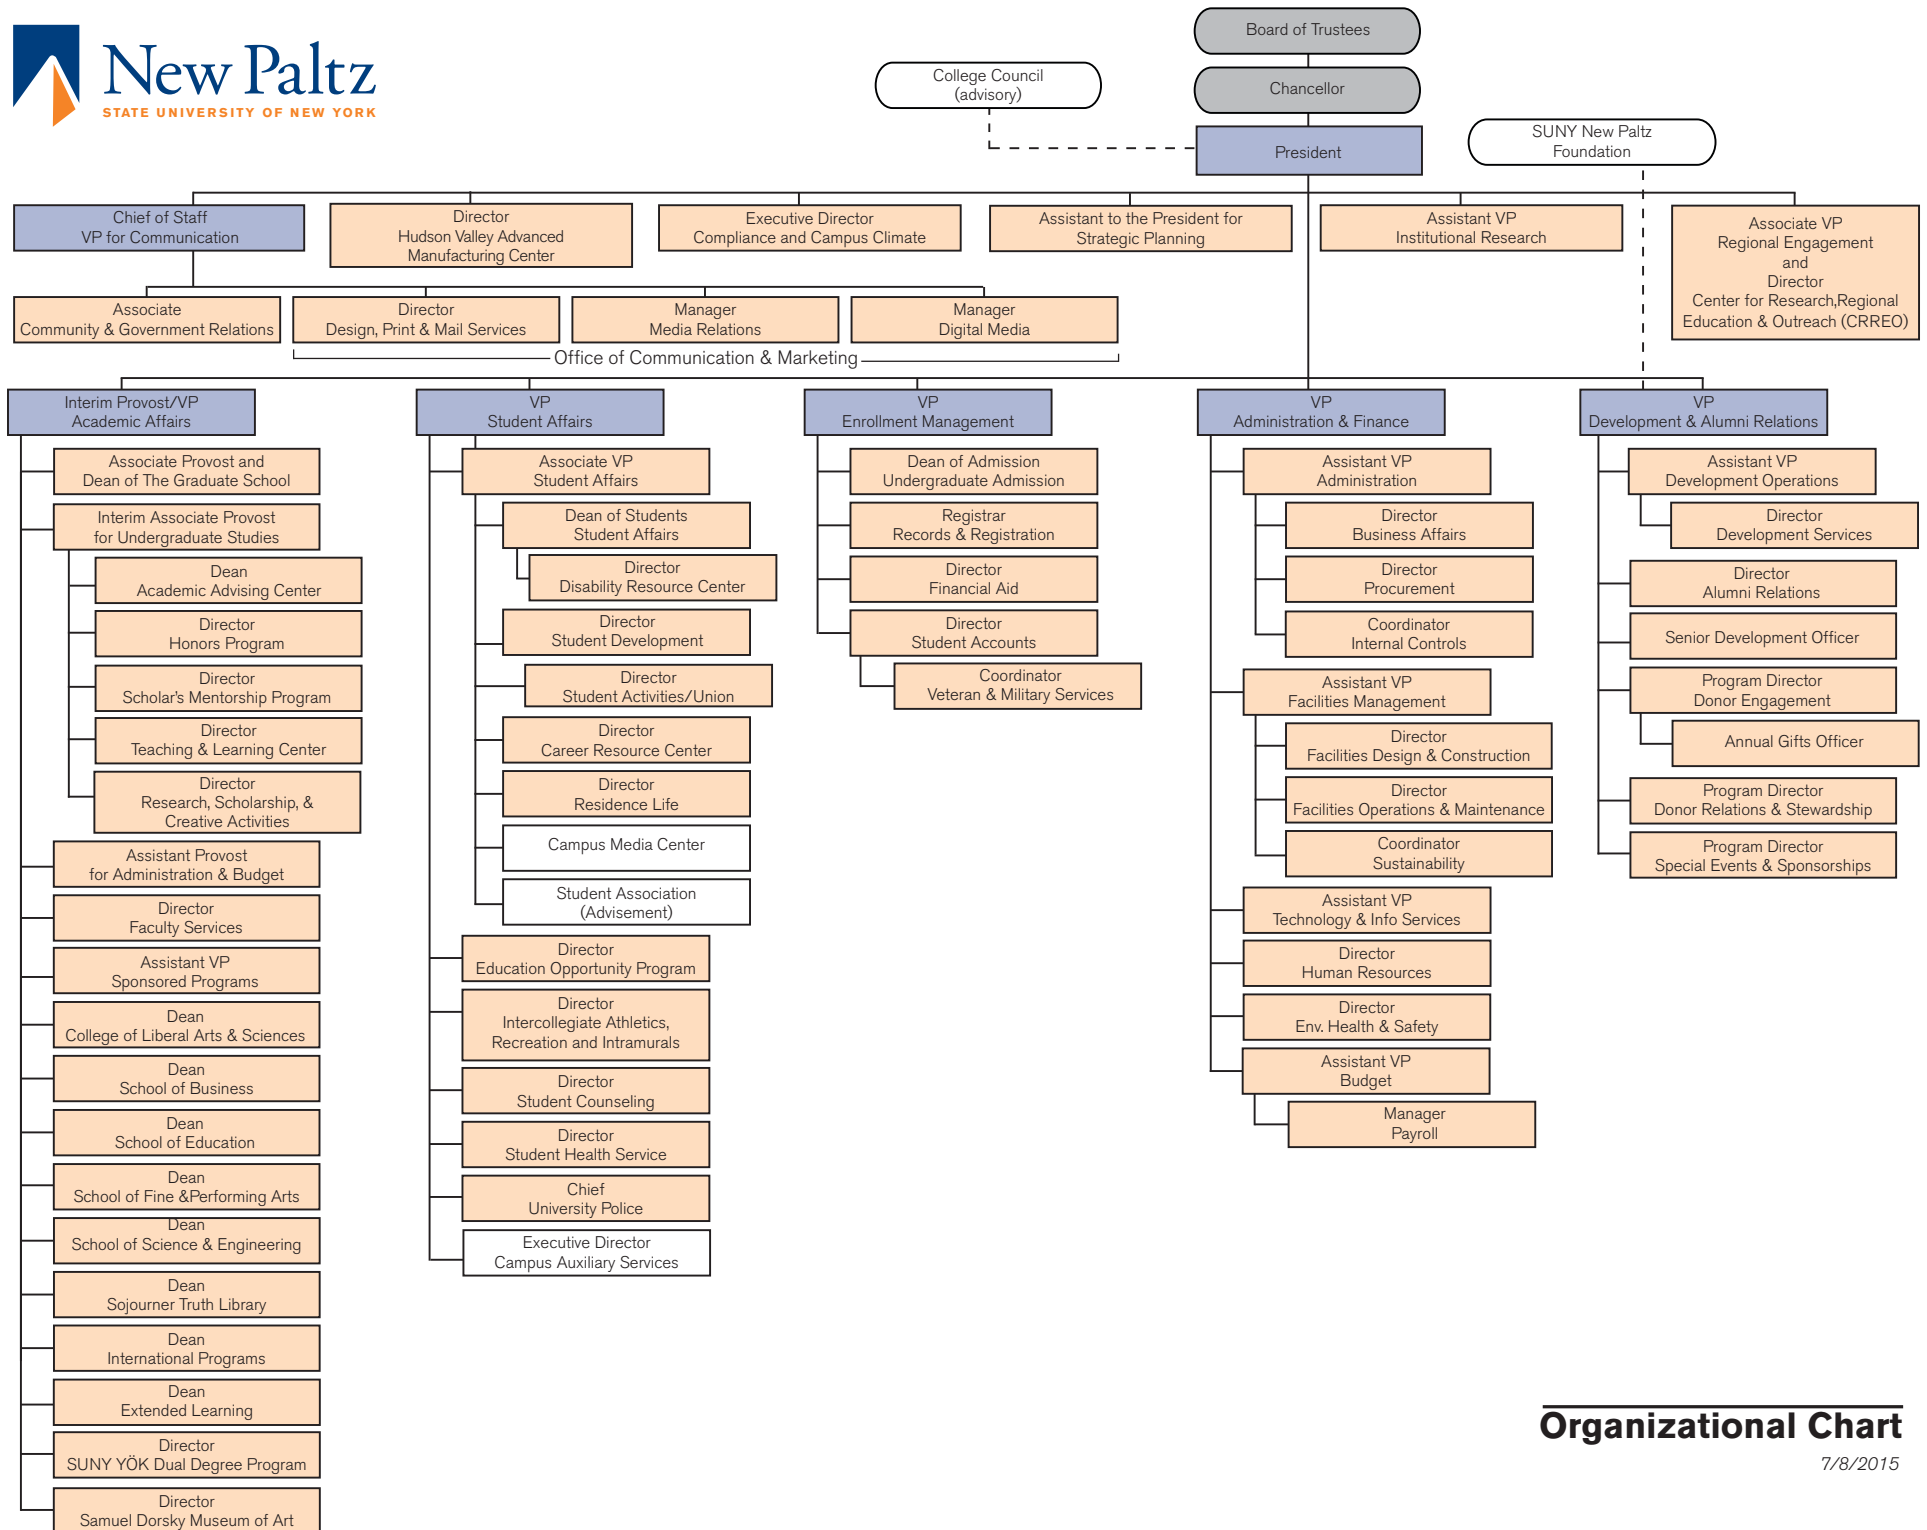 New Paltz
STATE UNIVERSITY OF NEW YORK
Board of Trustees
College Council
(advisory)
Chancellor
President
SUNY New Paltz
Foundation
Chief of Staff
VP for Communication
Director
Hudson Valley Advanced
Manufacturing Center
Executive Director
Compliance and Campus Climate
Assistant to the President for
Strategic Planning
Assistant VP
Institutional Research
Associate VP
Regional Engagement
and
Director
Center for Research,Regional
Education & Outreach (CRREO)
Associate
Community & Government Relations
Director
Design, Print & Mail Services
Manager
Media Relations
Manager
Digital Media
Office of Communication & Marketing
Interim Provost/VP
Academic Affairs
Associate Provost and
Dean of The Graduate School
Interim Associate Provost
for Undergraduate Studies
Dean
Academic Advising Center
Director
Honors Program
Director
Scholar's Mentorship Program
Director
Teaching & Learning Center
Director
Research, Scholarship, &
Creative Activities
Assistant Provost
for Administration & Budget
Director
Faculty Services
Assistant VP
Sponsored Programs
Dean
College of Liberal Arts & Sciences
Dean
School of Business
Dean
School of Education
Dean
School of Fine &Performing Arts
Dean
School of Science & Engineering
Dean
Sojourner Truth Library
Dean
International Programs
Dean
Extended Learning
Director
SUNY YÖK Dual Degree Program
Director
Samuel Dorsky Museum of Art
VP
Student Affairs
Associate VP
Student Affairs
Dean of Students
Student Affairs
Director
Disability Resource Center
Director
Student Development
Director
Student Activities/Union
Director
Career Resource Center
Director
Residence Life
Campus Media Center
Student Association
(Advisement)
Director
Education Opportunity Program
Director
Intercollegiate Athletics,
Recreation and Intramurals
Director
Student Counseling
Director
Student Health Service
Chief
University Police
Executive Director
Campus Auxiliary Services
VP
Enrollment Management
Dean of Admission
Undergraduate Admission
Registrar
Records & Registration
Director
Financial Aid
Director
Student Accounts
Coordinator
Veteran & Military Services
VP
Administration & Finance
Assistant VP
Administration
Director
Business Affairs
Director
Procurement
Coordinator
Internal Controls
Assistant VP
Facilities Management
Director
Facilities Design & Construction
Director
Facilities Operations & Maintenance
Coordinator
Sustainability
Assistant VP
Technology & Info Services
Director
Human Resources
Director
Env. Health & Safety
Assistant VP
Budget
Manager
Payroll
VP
Development & Alumni Relations
Assistant VP
Development Operations
Director
Development Services
Director
Alumni Relations
Senior Development Officer
Program Director
Donor Engagement
Annual Gifts Officer
Program Director
Donor Relations & Stewardship
Program Director
Special Events & Sponsorships
Organizational Chart
7/8/2015